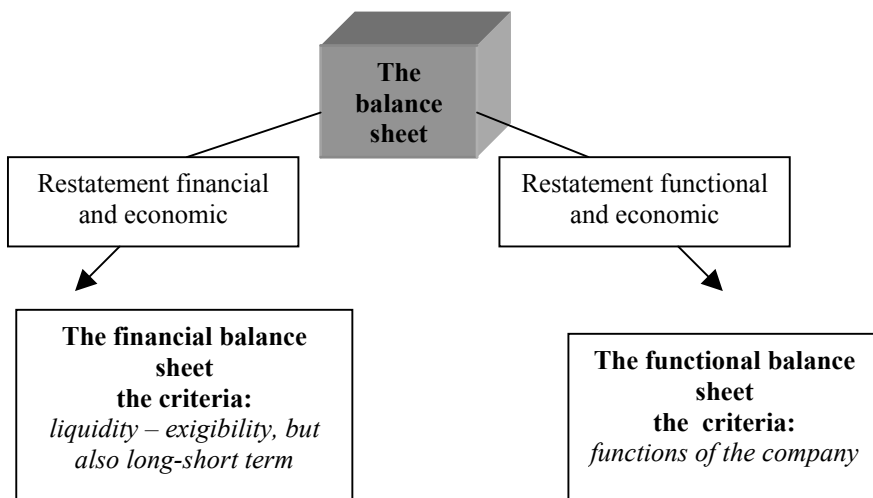 The
balance
sheet
Restatement financial
and economic
Restatement functional
and economic
The financial balance
sheet
the criteria:
liquidity – exigibility, but
also long-short term
The functional balance
sheet
the criteria:
functions of the company